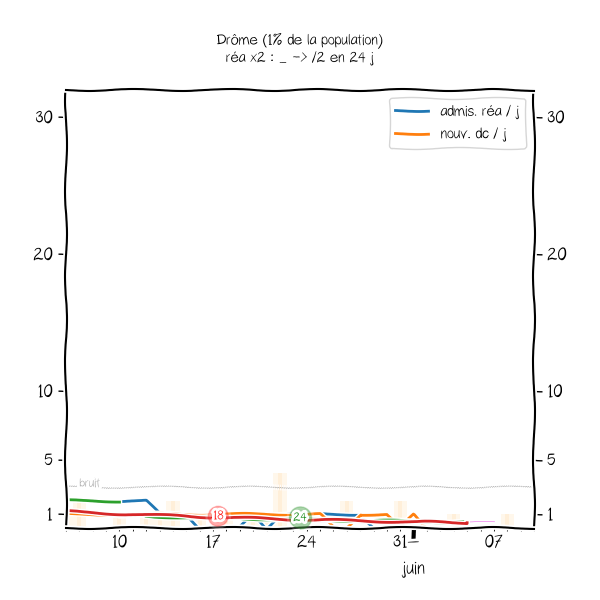 Drôme (1% de la population)
réa x2 : _ -> /2 en 24 j
admis. réa / j
nouv. dc / j
30 30
20 20
10 10
5 5
bruit
1 18 24 1
10 17 24 31 07
juin